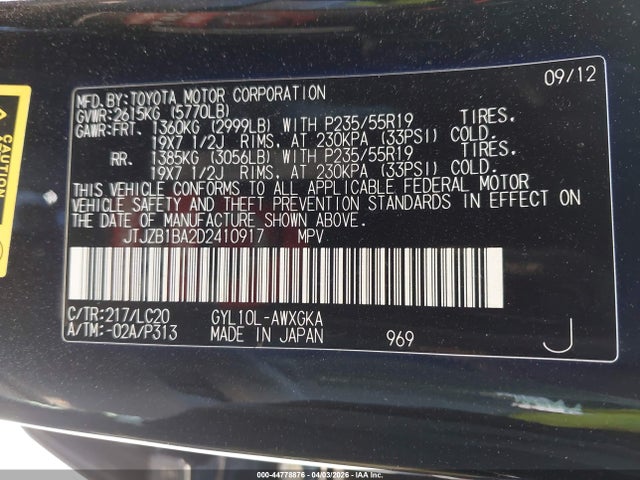 09/12
MFD.BY:TOYOTA MOTOR CORPORATION
GVWR:2615KG (5770LB)
GAWR:FRT. 1360KG (2999LB) WITH P235/55R19 TIRES,
19X7 1/2J RIMS, AT 230KPA (33PSI) COLD.
RR. 1385KG (3056LB) WITH P235/55R19 TIRES,
19X7 1/2J RIMS, AT 230KPA (33PSI) COLD.
THIS VEHICLE CONFORMS TO ALL APPLICABLE FEDERAL MOTOR
VEHICLE SAFETY AND THEFT PREVENTION STANDARDS IN EFFECT ON
THE DATE OF MANUFACTURE SHOWN ABOVE.
JTJZB1BA2D2410917 MPV
C/TR:217/LC20 GYL10L-AWXGKA
A/TM:-02A/P313 MADE IN JAPAN 969 J
CAUTION
000-44778876 - 04/03/2026 - IAA Inc.